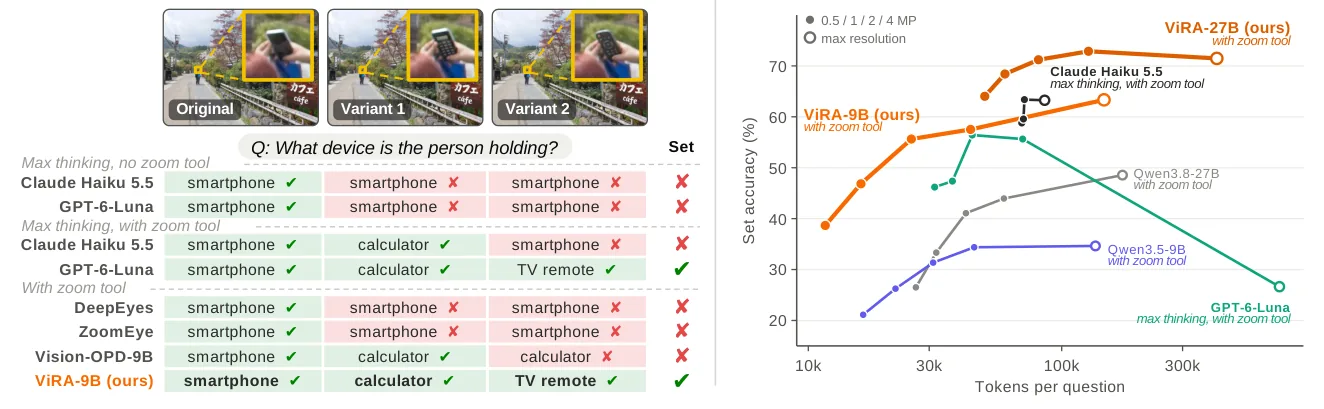 カフェ
cafe
Original
カフェ
cafe
Variant 1
カフェ
cafe
Variant 2
Q: What device is the person holding?
Set
Max thinking, no zoom tool
Claude Haiku 5.5 smartphone ✔ smartphone ✘ smartphone ✘ ✘
GPT-6-Luna smartphone ✔ smartphone ✘ smartphone ✘ ✘
Max thinking, with zoom tool
Claude Haiku 5.5 smartphone ✔ calculator ✔ smartphone ✘ ✘
GPT-6-Luna smartphone ✔ calculator ✔ TV remote ✔ ✔
With zoom tool
DeepEyes smartphone ✔ smartphone ✘ smartphone ✘ ✘
ZoomEye smartphone ✔ smartphone ✘ smartphone ✘ ✘
Vision-OPD-9B smartphone ✔ calculator ✔ calculator ✘ ✘
ViRA-9B (ours) smartphone ✔ calculator ✔ TV remote ✔ ✔
0.5 / 1 / 2 / 4 MP
max resolution
ViRA-27B (ours)
with zoom tool
Claude Haiku 5.5
max thinking, with zoom tool
ViRA-9B (ours)
with zoom tool
Qwen3.8-27B
with zoom tool
Qwen3.5-9B
with zoom tool
GPT-6-Luna
max thinking, with zoom tool
Set accuracy (%)
70
60
50
40
30
20
10k 30k 100k 300k
Tokens per question